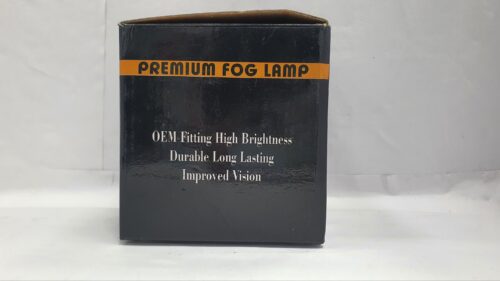 PREMIUM FOG LAMP
OEM Fitting High Brightness
Durable Long Lasting
Improved Vision